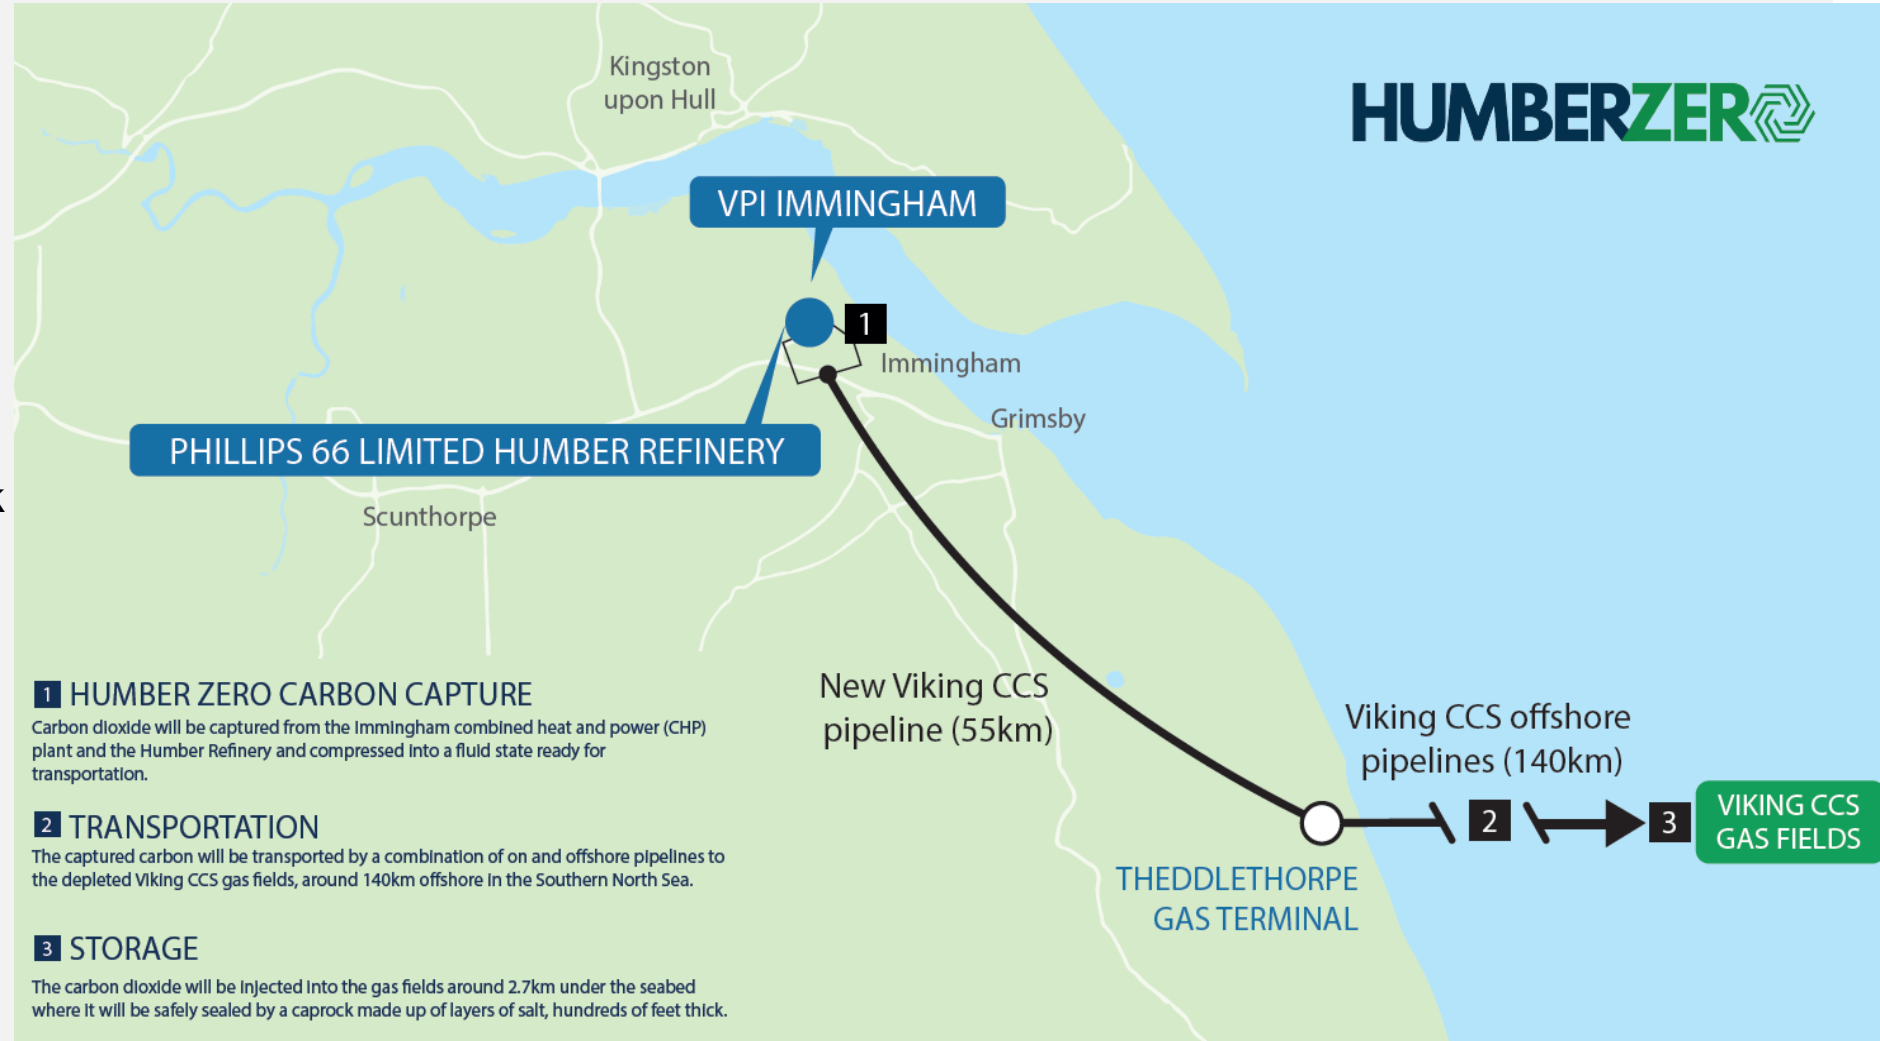 Kingston
upon Hull
HUMBERZERO
VPI IMMINGHAM
1
Immingham
Grimsby
PHILLIPS 66 LIMITED HUMBER REFINERY
Scunthorpe
New Viking CCS
pipeline (55km)
Viking CCS offshore
pipelines (140km)
2
3
VIKING CCS
GAS FIELDS
THEDDLETHORPE
GAS TERMINAL
1 HUMBER ZERO CARBON CAPTURE
Carbon dioxide will be captured from the Immingham combined heat and power (CHP)
plant and the Humber Refinery and compressed into a fluid state ready for
transportation.
2 TRANSPORTATION
The captured carbon will be transported by a combination of on and offshore pipelines to
the depleted Viking CCS gas fields, around 140km offshore in the Southern North Sea.
3 STORAGE
The carbon dioxide will be injected into the gas fields around 2.7km under the seabed
where it will be safely sealed by a caprock made up of layers of salt, hundreds of feet thick.